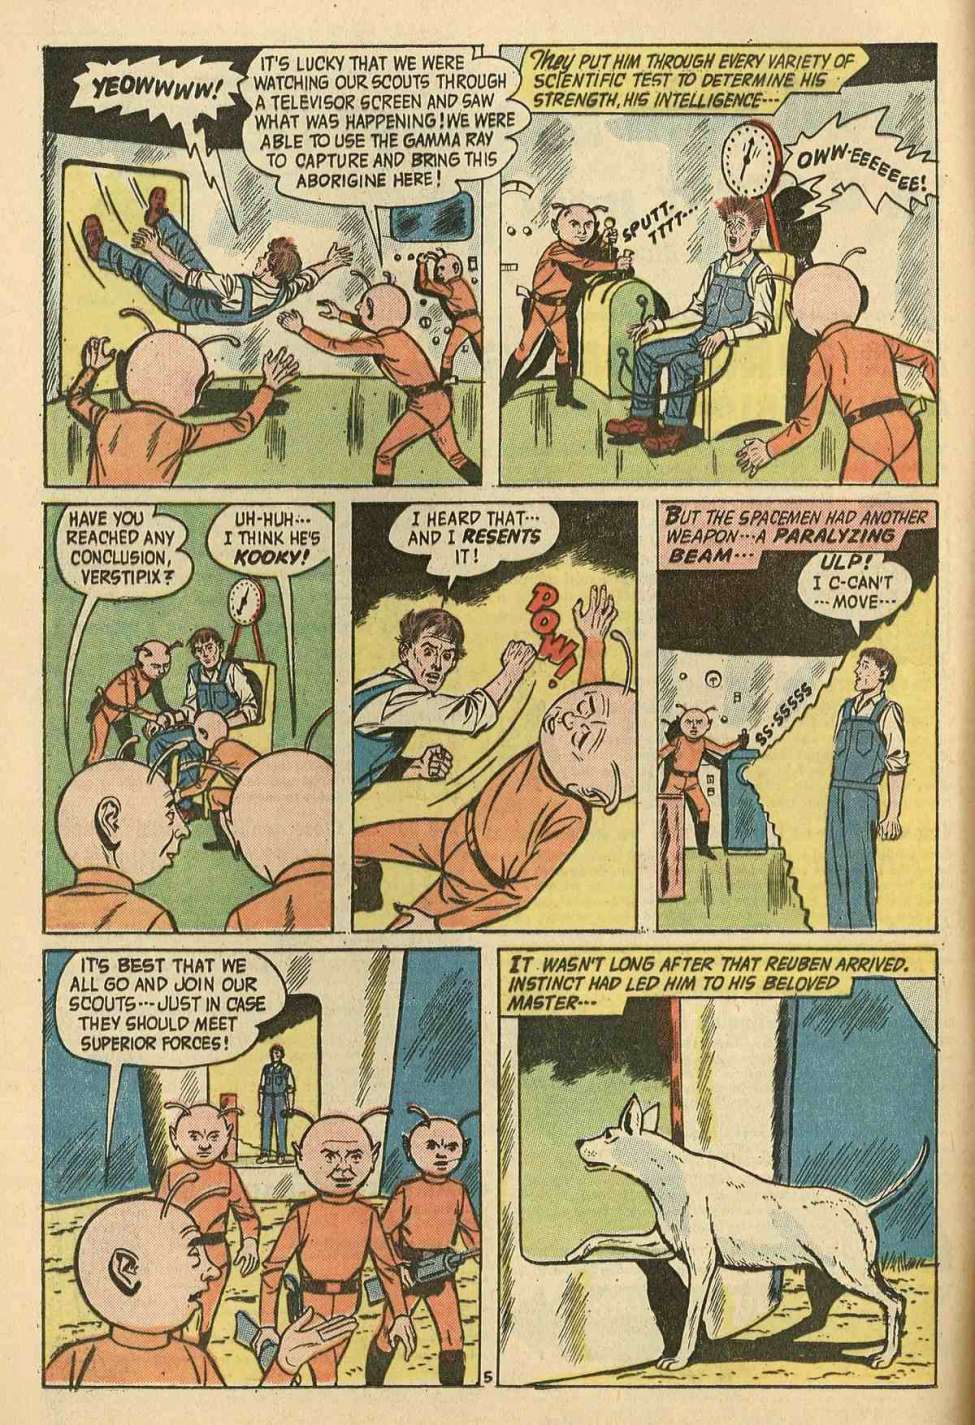 YEOWWWW!
IT'S LUCKY THAT WE WERE
WATCHING OUR SCOUTS THROUGH
A TELEVISOR SCREEN AND SAW
WHAT WAS HAPPENING! WE WERE
ABLE TO USE THE GAMMA RAY
TO CAPTURE AND BRING THIS
ABORIGINE HERE!
THEY PUT HIM THROUGH EVERY VARIETY OF
SCIENTIFIC TEST TO DETERMINE HIS
STRENGTH, HIS INTELLIGENCE---
OWW-EEEEEEE!
SPUTT-
TTTTT---
HAVE YOU
REACHED ANY
CONCLUSION,
VERSTIPIX?
UH-HUH---
I THINK HE'S
KOOKY!
I HEARD THAT---
AND I RESENTS
IT!
POW!
BUT THE SPACEMEN HAD ANOTHER
WEAPON---A PARALYZING
BEAM---
ULP!
I C-CAN'T
---MOVE---
SS-SSSSS
IT'S BEST THAT WE
ALL GO AND JOIN OUR
SCOUTS---JUST IN CASE
THEY SHOULD MEET
SUPERIOR FORCES!
5
IT WASN'T LONG AFTER THAT REUBEN ARRIVED.
INSTINCT HAD LED HIM TO HIS BELOVED
MASTER---